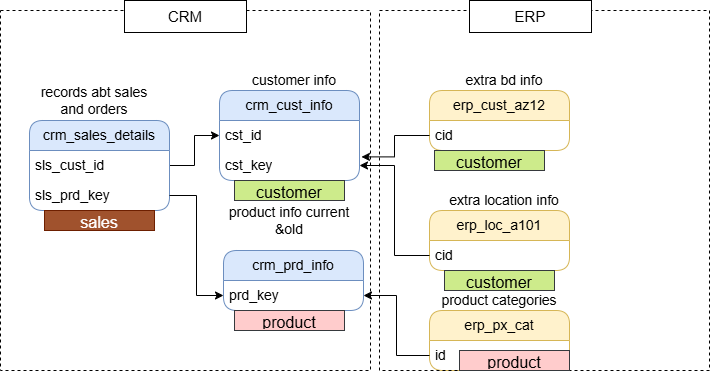 CRM
ERP
records abt sales
and orders
crm_sales_details
sls_cust_id
sls_prd_key
sales
customer info
crm_cust_info
cst_id
cst_key
customer
product info current
&old
crm_prd_info
prd_key
product
extra bd info
erp_cust_az12
cid
customer
extra location info
erp_loc_a101
cid
customer
product categories
erp_px_cat
id
product